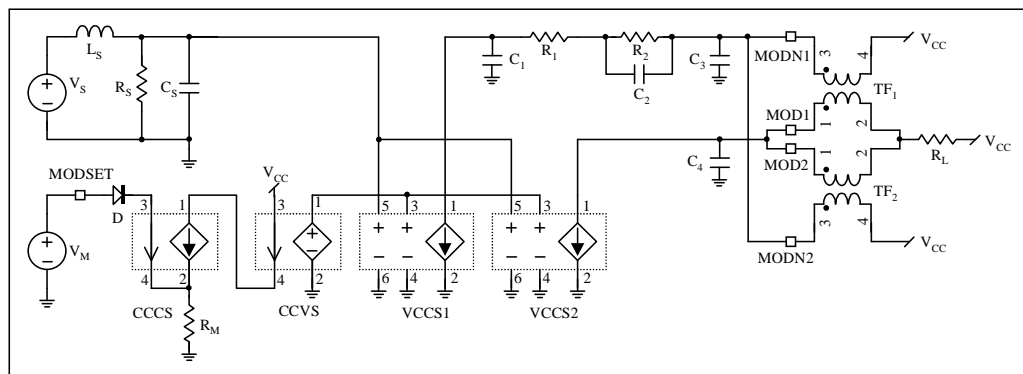 L_S
V_S
R_S
C_S
C_1
R_1
R_2
C_2
C_3
MODN1
3
4
V_CC
TF_1
MOD1
1
2
MOD2
1
2
R_L
V_CC
C_4
TF_2
3
4
V_CC
MODN2
MODSET
D
V_M
3
1
4
2
CCCS
R_M
V_CC
3
1
4
2
CCVS
5
3
1
6
4
2
VCCS1
5
3
1
6
4
2
VCCS2